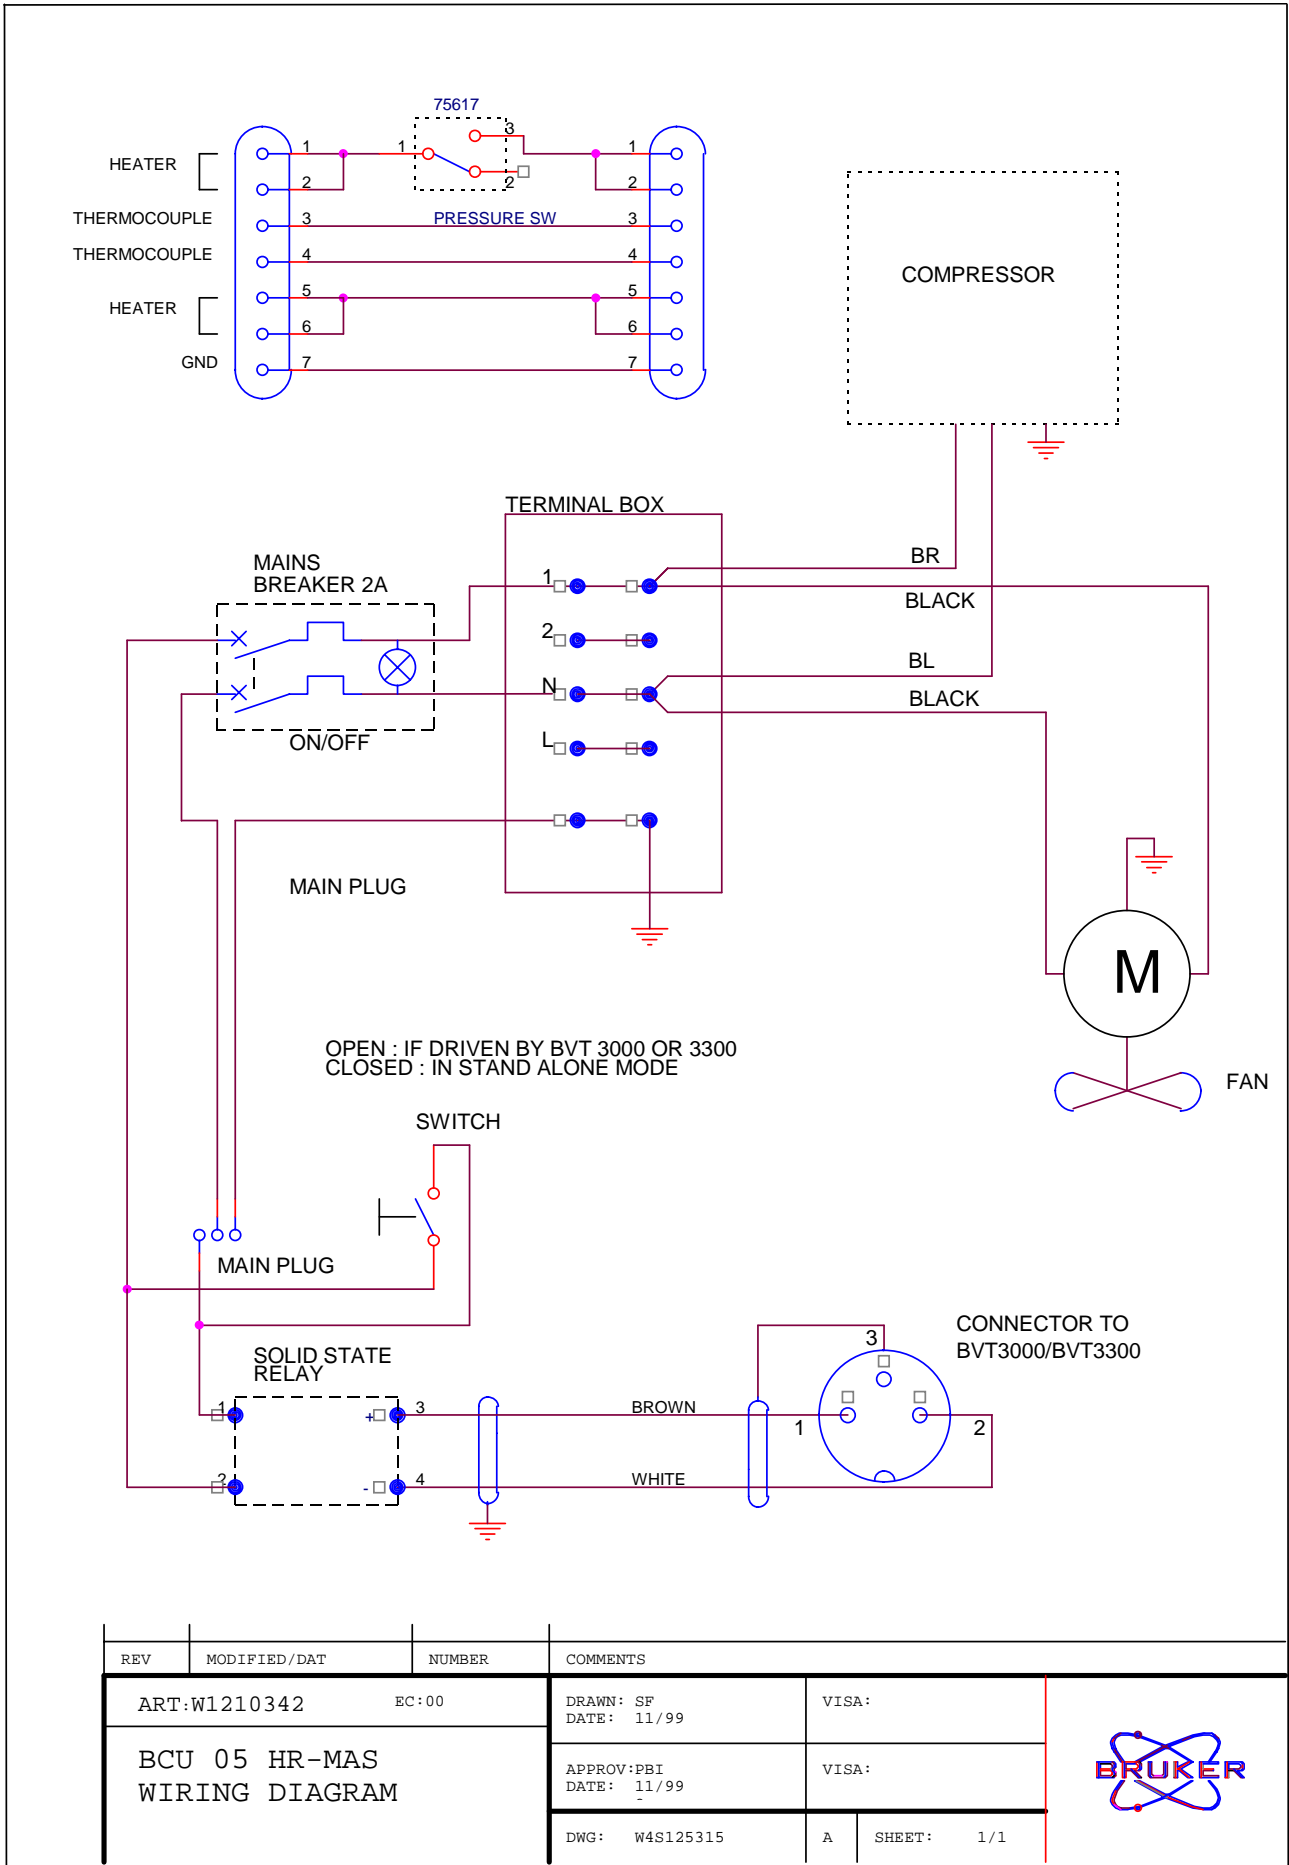 75617
HEATER
THERMOCOUPLE
THERMOCOUPLE
HEATER
GND
1 1 3 1
2 2 2
3 PRESSURE SW 3
4 4
5 5
6 6
7 7
COMPRESSOR
TERMINAL BOX
MAINS
BREAKER 2A
ON/OFF
1
2
N
L
BR
BLACK
BL
BLACK
MAIN PLUG
M
FAN
OPEN : IF DRIVEN BY BVT 3000 OR 3300
CLOSED : IN STAND ALONE MODE
SWITCH
MAIN PLUG
SOLID STATE
RELAY
1 + 3
2 - 4
BROWN
WHITE
CONNECTOR TO
BVT3000/BVT3300
3
1 2
REV MODIFIED/DAT NUMBER COMMENTS
ART:W1210342 EC:00
BCU 05 HR-MAS
WIRING DIAGRAM
DRAWN: SF
DATE: 11/99
VISA:
APPROV:PBI
DATE: 11/99
VISA:
DWG: W4S125315 A SHEET: 1/1
BRUKER